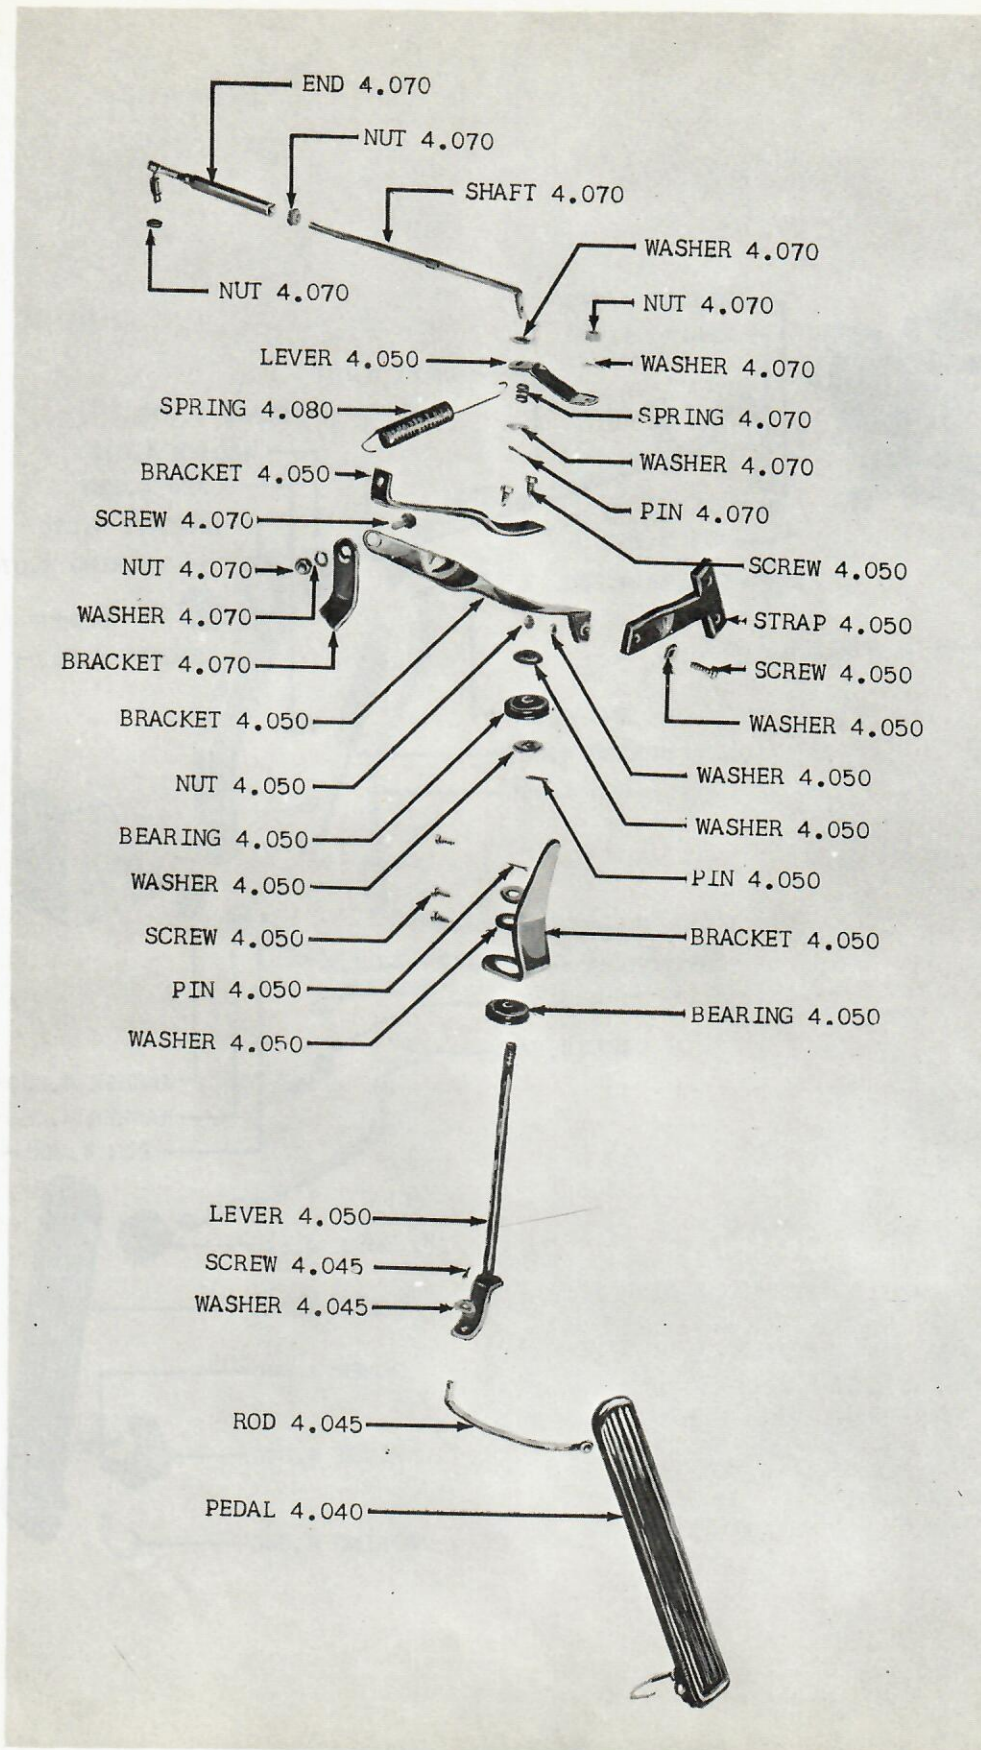 END 4.070
NUT 4.070
SHAFT 4.070
WASHER 4.070
NUT 4.070
NUT 4.070
LEVER 4.050
WASHER 4.070
SPRING 4.080
SPRING 4.070
WASHER 4.070
BRACKET 4.050
PIN 4.070
SCREW 4.070
SCREW 4.050
NUT 4.070
WASHER 4.070
STRAP 4.050
BRACKET 4.070
SCREW 4.050
BRACKET 4.050
WASHER 4.050
NUT 4.050
WASHER 4.050
BEARING 4.050
WASHER 4.050
WASHER 4.050
PIN 4.050
SCREW 4.050
BRACKET 4.050
PIN 4.050
BEARING 4.050
WASHER 4.050
LEVER 4.050
SCREW 4.045
WASHER 4.045
ROD 4.045
PEDAL 4.040